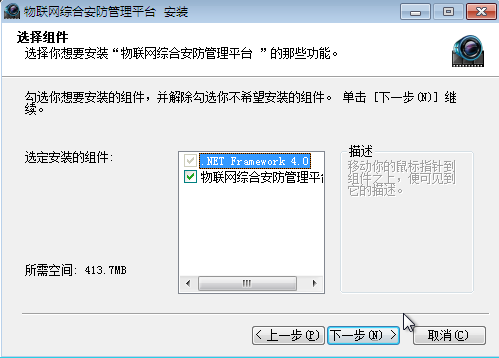 物联网综合安防管理平台 安装
选择组件
选择你想要安装“物联网综合安防管理平台 ”的那些功能。
勾选你想要安装的组件，并解除勾选你不希望安装的组件。 单击 [下一步(N)] 继
续。
选定安装的组件:
.NET Framework 4.0
物联网综合安防管理平
描述
移动你的鼠标指针到
组件之上，便可见到
它的描述。
所需空间: 413.7MB
< 上一步(P)
下一步(N) >
取消(C)